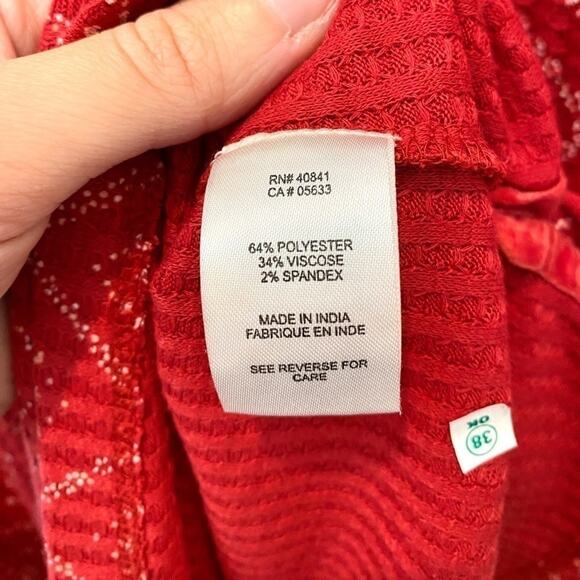 RN# 40841
CA # 05633
64% POLYESTER
34% VISCOSE
2% SPANDEX
MADE IN INDIA
FABRIQUE EN INDE
SEE REVERSE FOR
CARE
38
OK